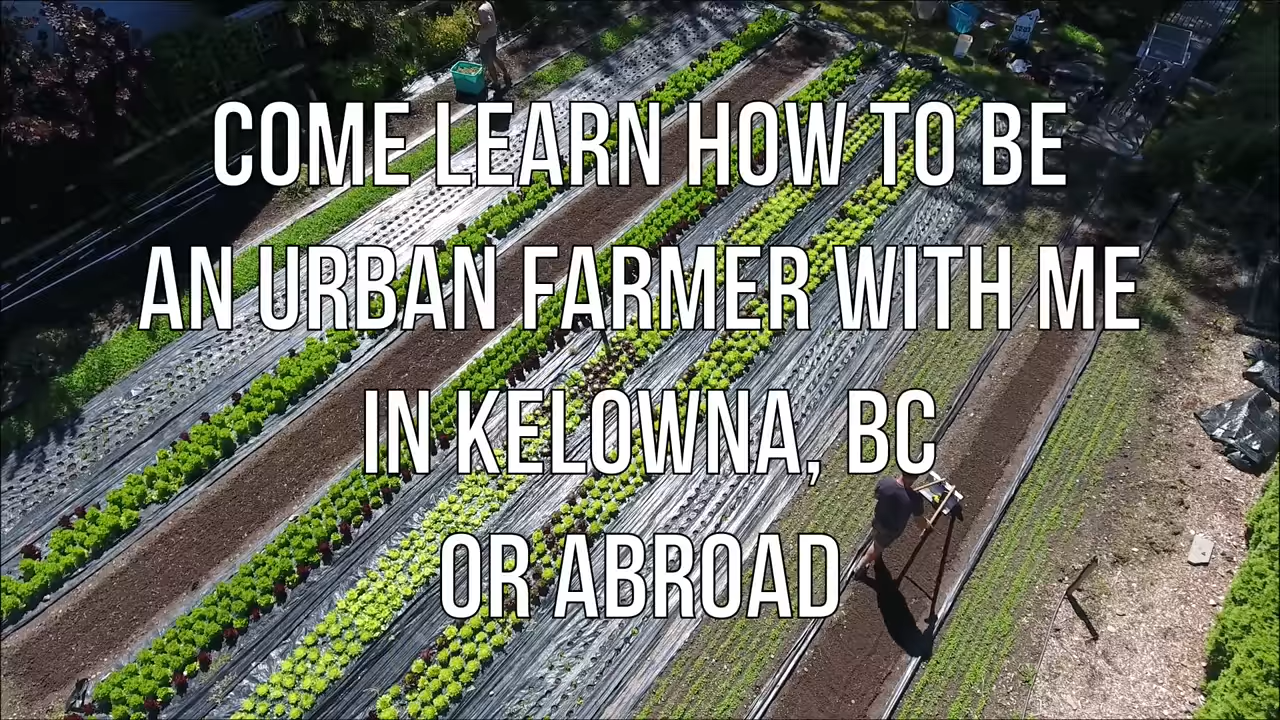 COME LEARN HOW TO BE
AN URBAN FARMER WITH ME
IN KELOWNA, BC
OR ABROAD